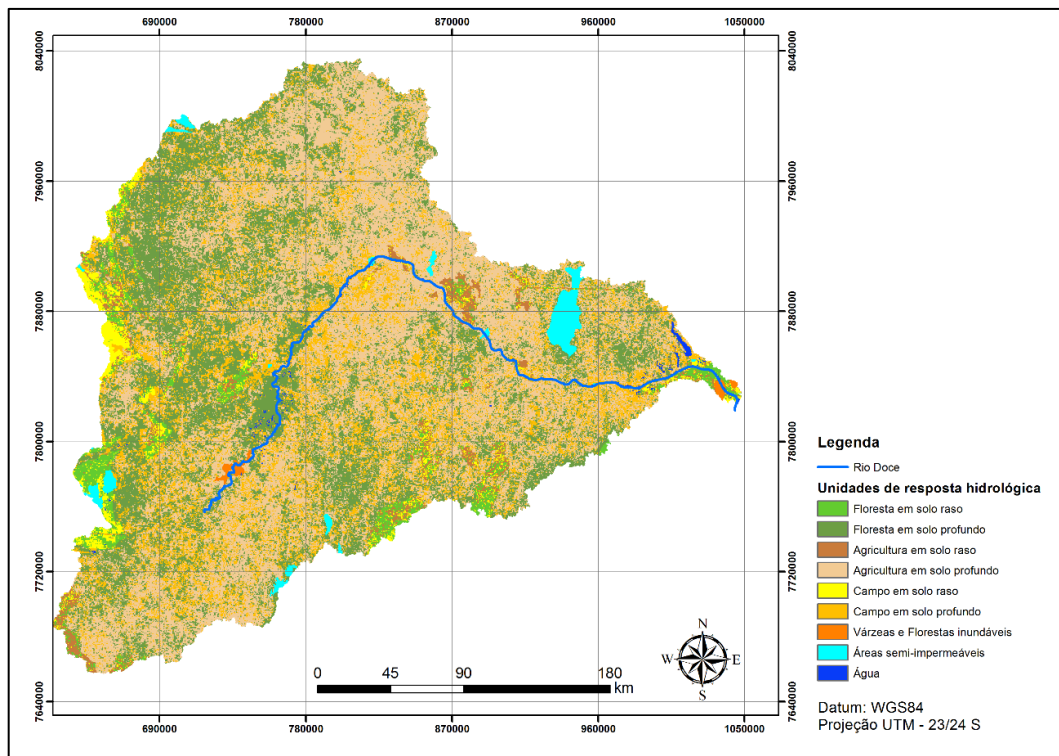 690000 780000 870000 960000 1050000
8040000 8040000
7960000 7960000
7880000 7880000
7800000 7800000
7720000 7720000
7640000 7640000
Legenda
Rio Doce
Unidades de resposta hidrológica
Floresta em solo raso
Floresta em solo profundo
Agricultura em solo raso
Agricultura em solo profundo
Campo em solo raso
Campo em solo profundo
Várzeas e Florestas inundáveis
Áreas semi-impermeáveis
Água
N
W E
S
0 45 90 180
km
Datum: WGS84
Projeção UTM - 23/24 S
690000 780000 870000 960000 1050000